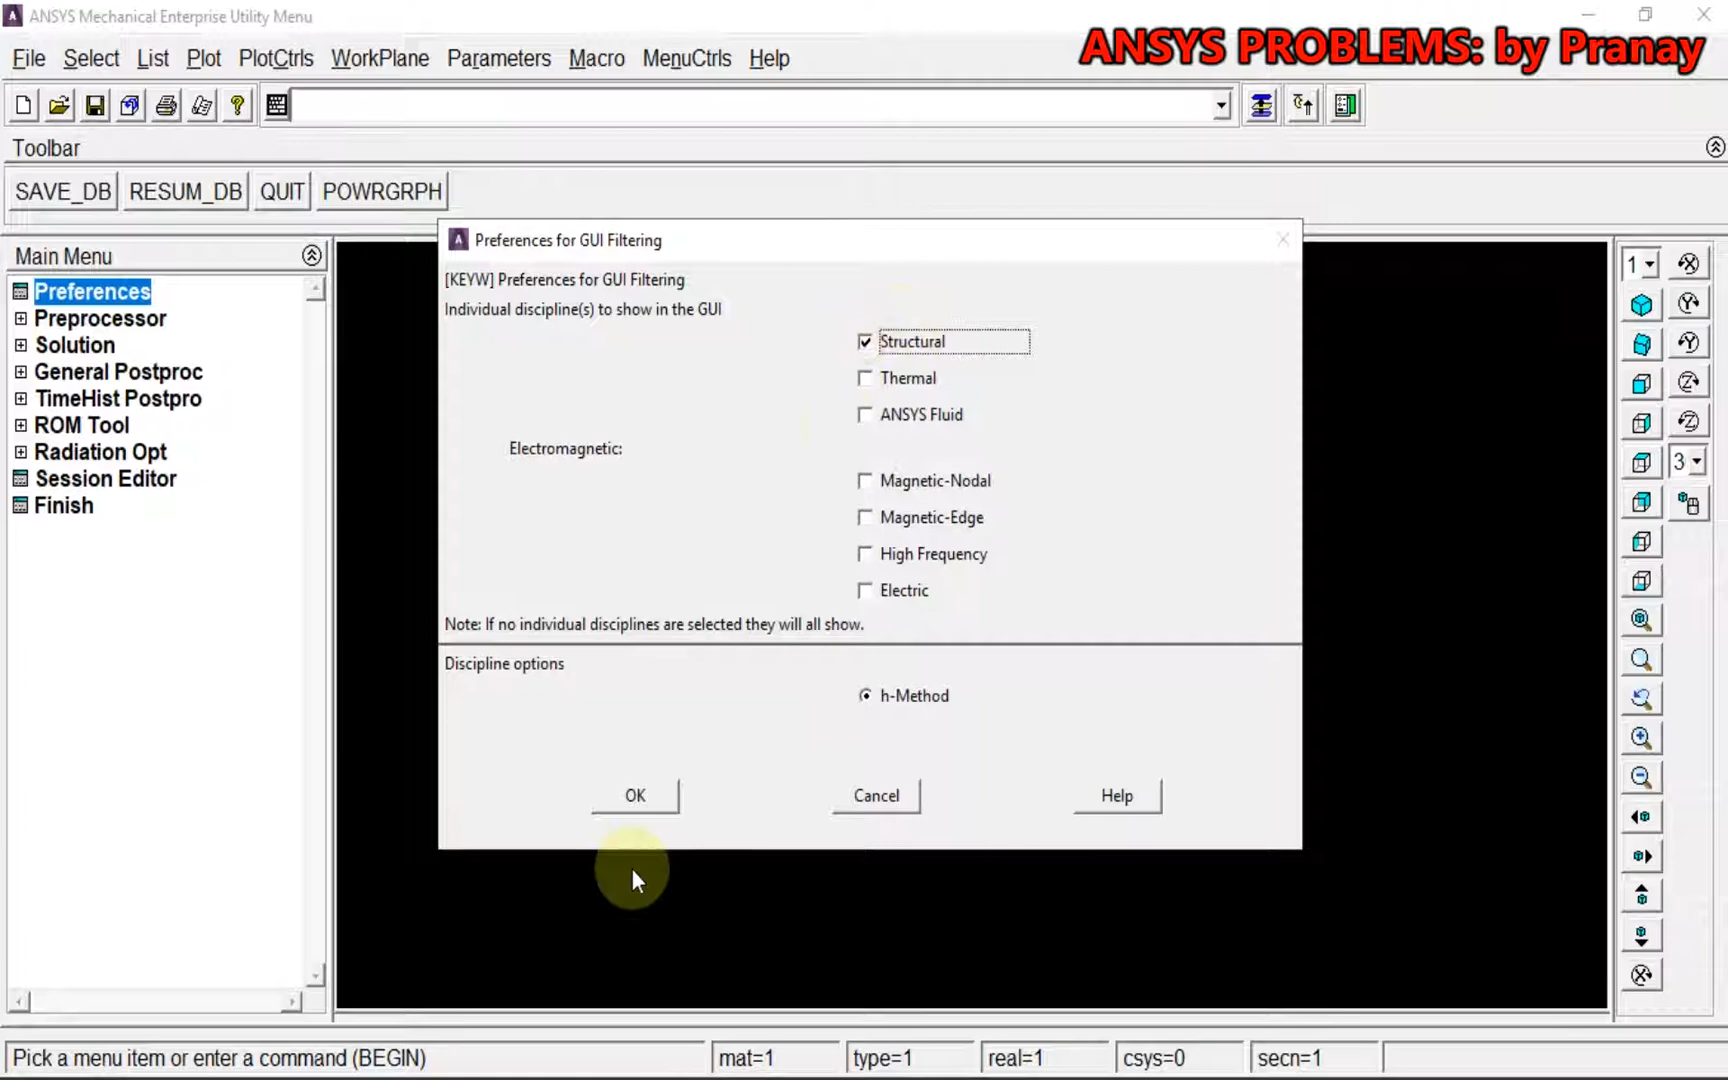 ANSYS Mechanical Enterprise Utility Menu
ANSYS PROBLEMS: by Pranay
File Select List Plot PlotCtrls WorkPlane Parameters Macro MenuCtrls Help
Toolbar
SAVE_DB RESUM_DB QUIT POWRGRPH
Main Menu
Preferences
Preprocessor
Solution
General Postproc
TimeHist Postpro
ROM Tool
Radiation Opt
Session Editor
Finish
Preferences for GUI Filtering
[KEYW] Preferences for GUI Filtering
Individual discipline(s) to show in the GUI
Structural
Thermal
ANSYS Fluid
Electromagnetic:
Magnetic-Nodal
Magnetic-Edge
High Frequency
Electric
Note: If no individual disciplines are selected they will all show.
Discipline options
h-Method
OK Cancel Help
1
3
Pick a menu item or enter a command (BEGIN) mat=1 type=1 real=1 csys=0 secn=1